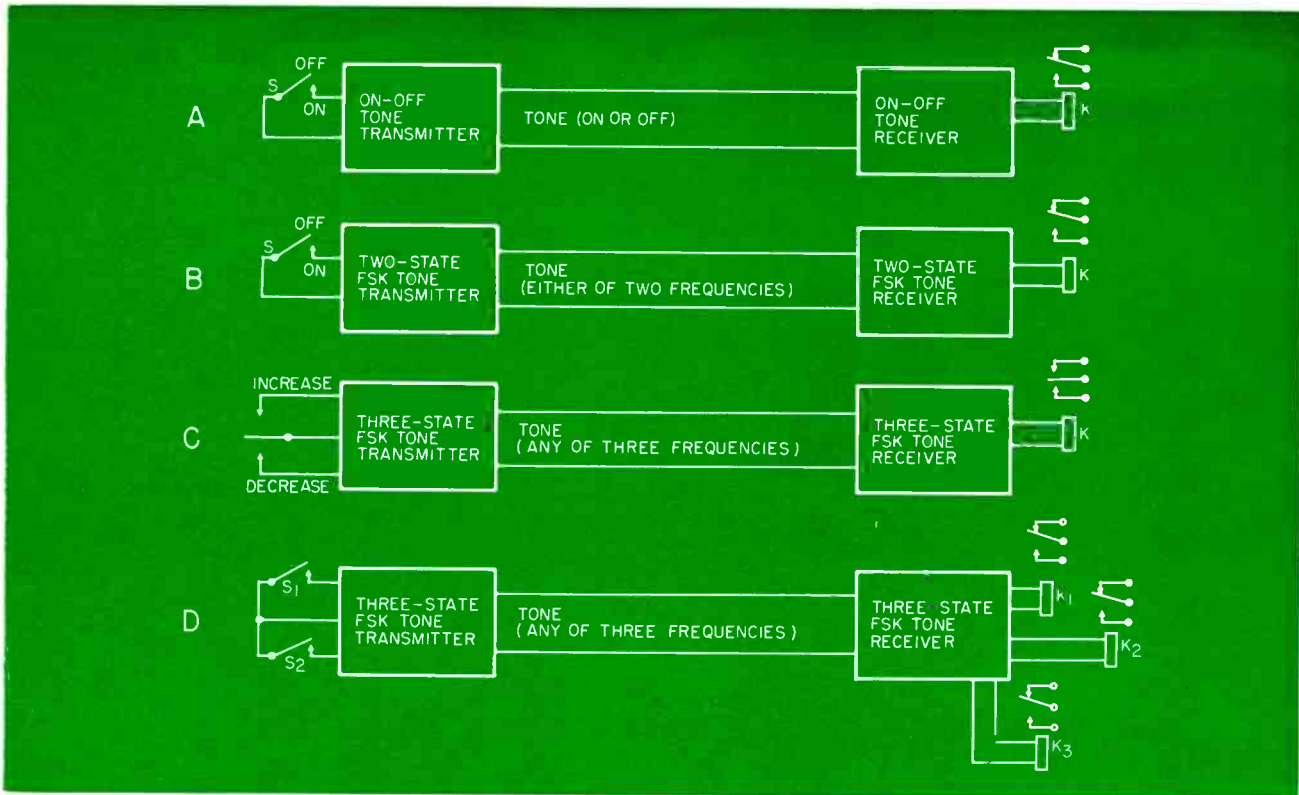 A
OFF
S
ON
ON-OFF
TONE
TRANSMITTER
TONE (ON OR OFF)
ON-OFF
TONE
RECEIVER
K
B
OFF
S
ON
TWO-STATE
FSK TONE
TRANSMITTER
TONE
(EITHER OF TWO FREQUENCIES)
TWO-STATE
FSK TONE
RECEIVER
K
C
INCREASE
DECREASE
THREE-STATE
FSK TONE
TRANSMITTER
TONE
(ANY OF THREE FREQUENCIES)
THREE-STATE
FSK TONE
RECEIVER
K
D
S1
S2
THREE-STATE
FSK TONE
TRANSMITTER
TONE
(ANY OF THREE FREQUENCIES)
THREE-STATE
FSK TONE
RECEIVER
K1
K2
K3